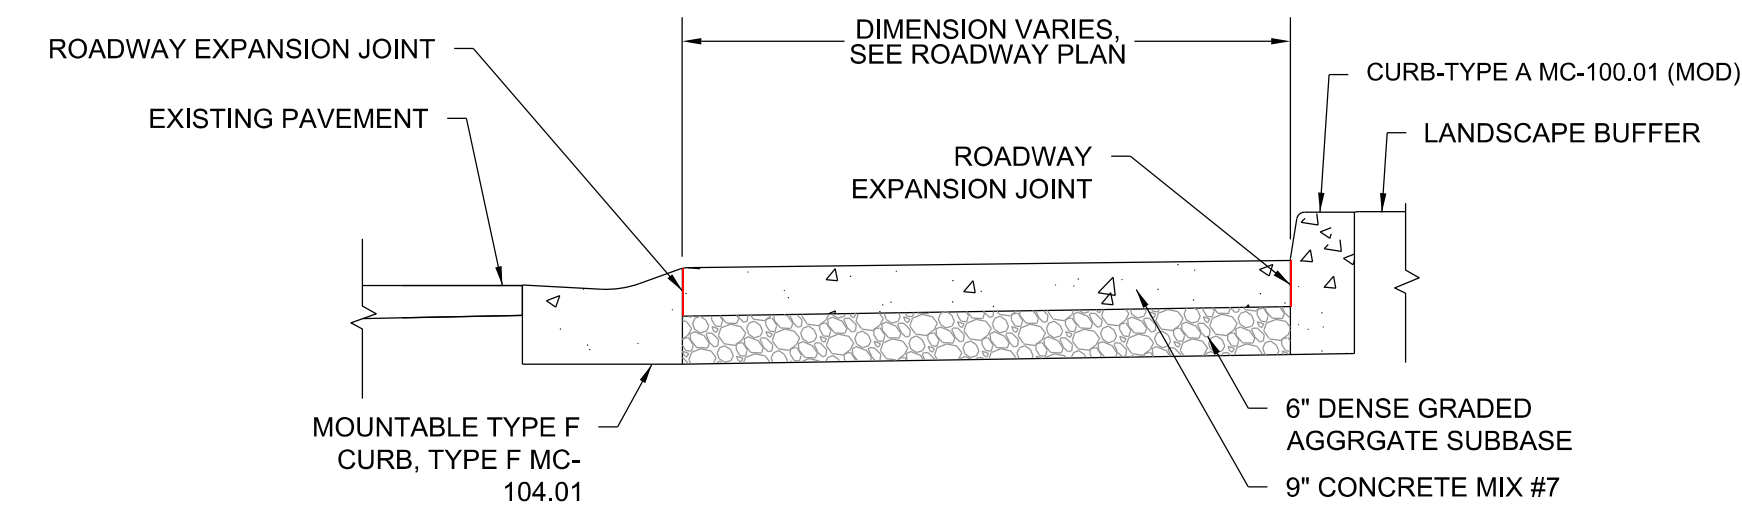 ROADWAY EXPANSION JOINT
DIMENSION VARIES,
SEE ROADWAY PLAN
CURB-TYPE A MC-100.01 (MOD)
EXISTING PAVEMENT
LANDSCAPE BUFFER
ROADWAY
EXPANSION JOINT
MOUNTABLE TYPE F
CURB, TYPE F MC-
104.01
6" DENSE GRADED
AGGRGATE SUBBASE
9" CONCRETE MIX #7